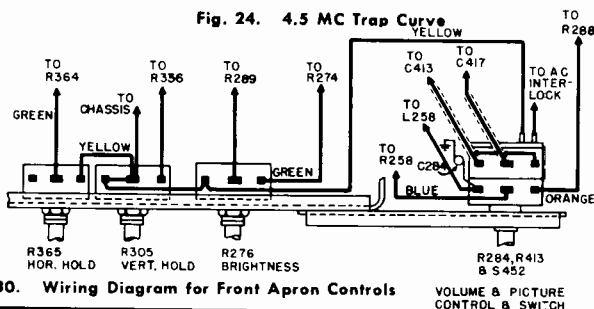 Fig. 24. 4.5 MC Trap Curve
TO R288
YELLOW
TO C413
TO C417
TO R364
TO R336
TO R289
TO R274
TO AC INTER-LOCK
GREEN
TO CHASSIS
TO L258
YELLOW
TO R258
C284
GREEN
BLUE
ORANGE
R365
HOR. HOLD
R305
VERT. HOLD
R276
BRIGHTNESS
R284, R413
& S452
30. Wiring Diagram for Front Apron Controls
VOLUME & PICTURE
CONTROL & SWITCH